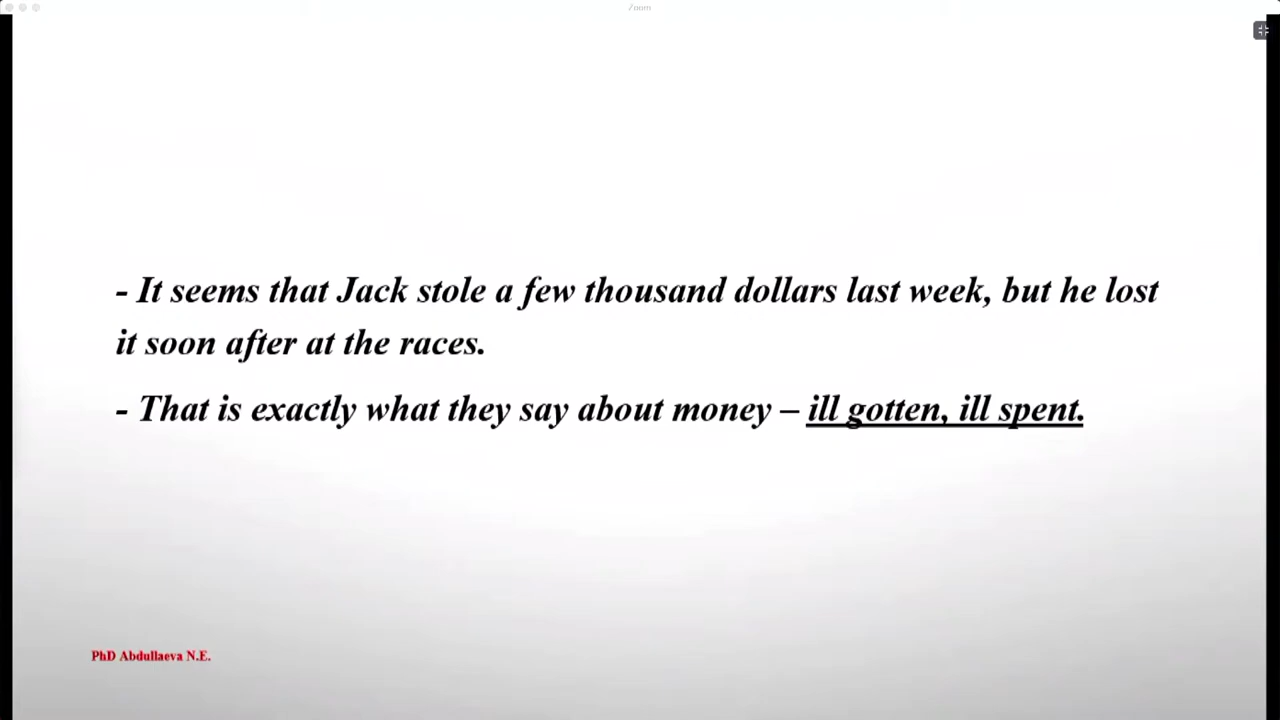 - It seems that Jack stole a few thousand dollars last week, but he lost
it soon after at the races.
- That is exactly what they say about money – ill gotten, ill spent.
PhD Abdullaeva N.E.